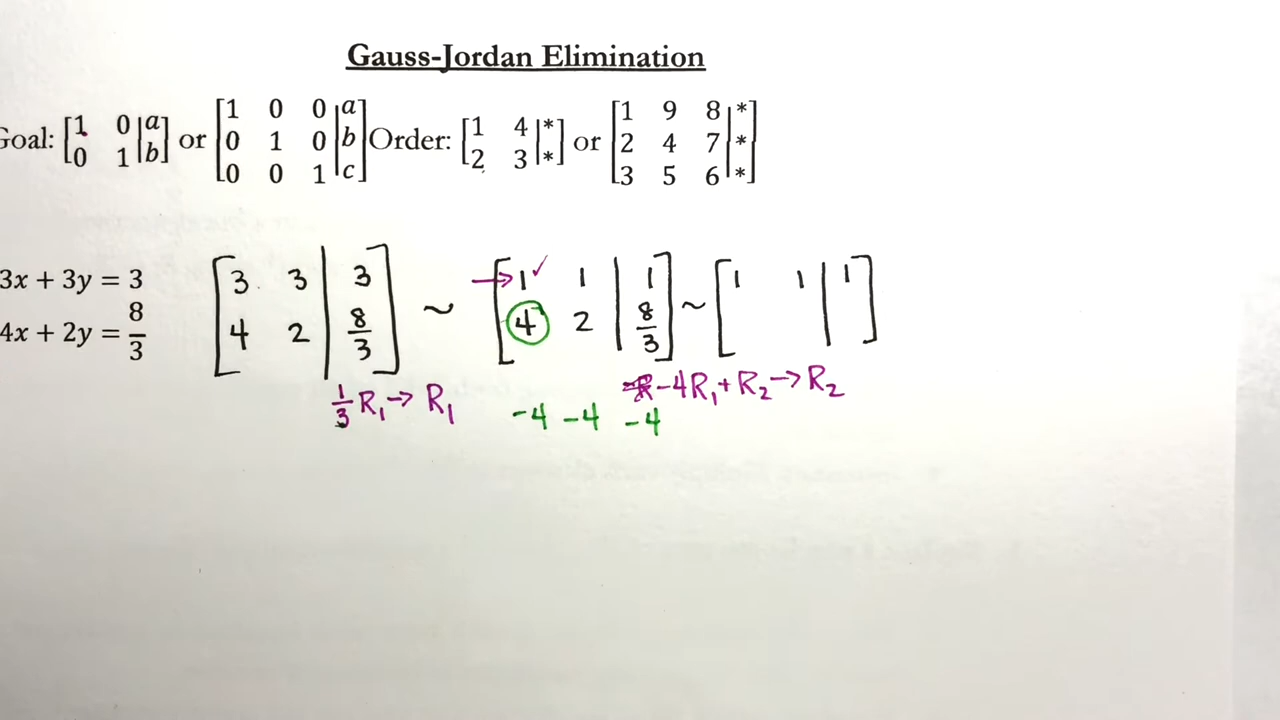 Gauss-Jordan Elimination
Goal: [1 0 | a] or [1 0 0 | a] Order: [1 4 | *] or [1 9 8 | *]
[0 1 | b] [0 1 0 | b] [2 3 | *] [2 4 7 | *]
[0 0 1 | c] [3 5 6 | *]
3x + 3y = 3 [3 3 | 3] ~ → [1 ✓ 1 | 1] ~ [1 1 | 1]
4x + 2y = 8/3 [4 2 | 8/3] [4 2 | 8/3]
1/3 R₁ → R₁ -4R₁ + R₂ → R₂
-4 -4 -4